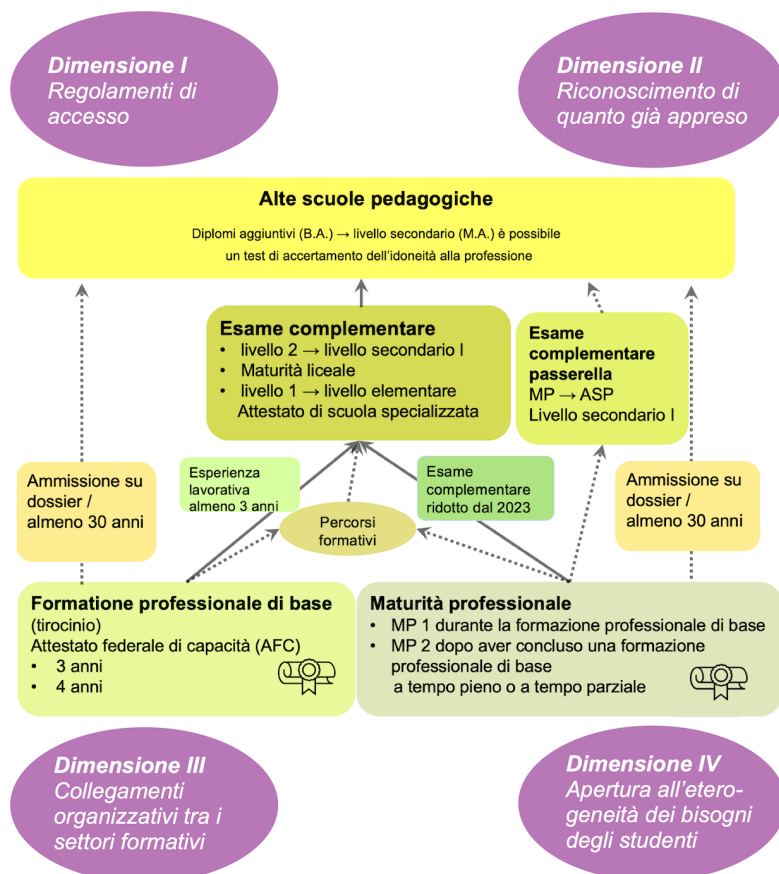 Dimensione I
Regolamenti di
accesso
Dimensione II
Riconoscimento di
quanto già appreso
Alte scuole pedagogiche
Diplomi aggiuntivi (B.A.) → livello secondario (M.A.) è possibile
un test di accertamento dell'idoneità alla professione
Esame complementare
• livello 2 → livello secondario I
• Maturità liceale
• livello 1 → livello elementare
Attestato di scuola specializzata
Esame
complementare
passerella
MP → ASP
Livello secondario I
Ammissione su
dossier /
almeno 30 anni
Esperienza
lavorativa
almeno 3 anni
Percorsi
formativi
Esame
complementare
ridotto dal 2023
Ammissione su
dossier /
almeno 30 anni
Formatione professionale di base
(tirocinio)
Attestato federale di capacità (AFC)
• 3 anni
• 4 anni
Maturità professionale
• MP 1 durante la formazione professionale di base
• MP 2 dopo aver concluso una formazione
professionale di base
a tempo pieno o a tempo parziale
Dimensione III
Collegamenti
organizzativi tra i
settori formativi
Dimensione IV
Apertura all'etero-
geneità dei bisogni
degli studenti